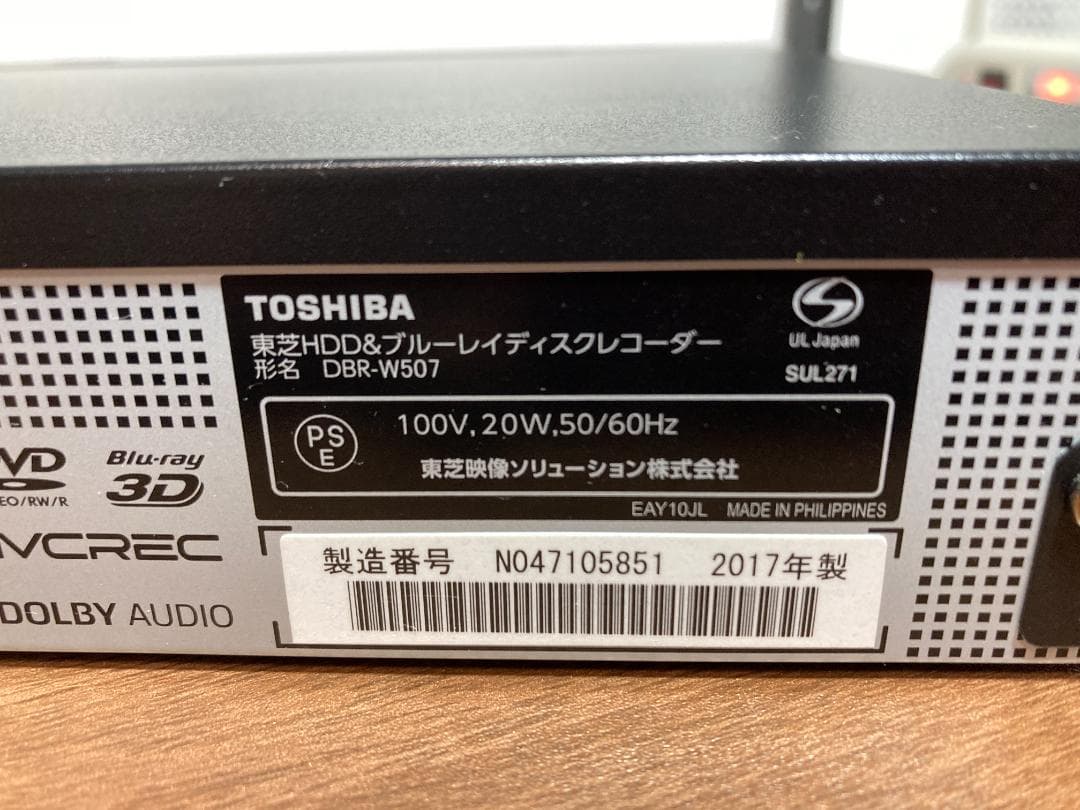 TOSHIBA
東芝HDD&ブルーレイディスクレコーダー
形名 DBR-W507
UL Japan
SUL271
PS
E
100V,20W,50/60Hz
東芝映像ソリューション株式会社
EAY10JL MADE IN PHILIPPINES
Blu-ray
3D
EO/RW/R
VCREC
DOLBY AUDIO
製造番号 N047105851 2017年製